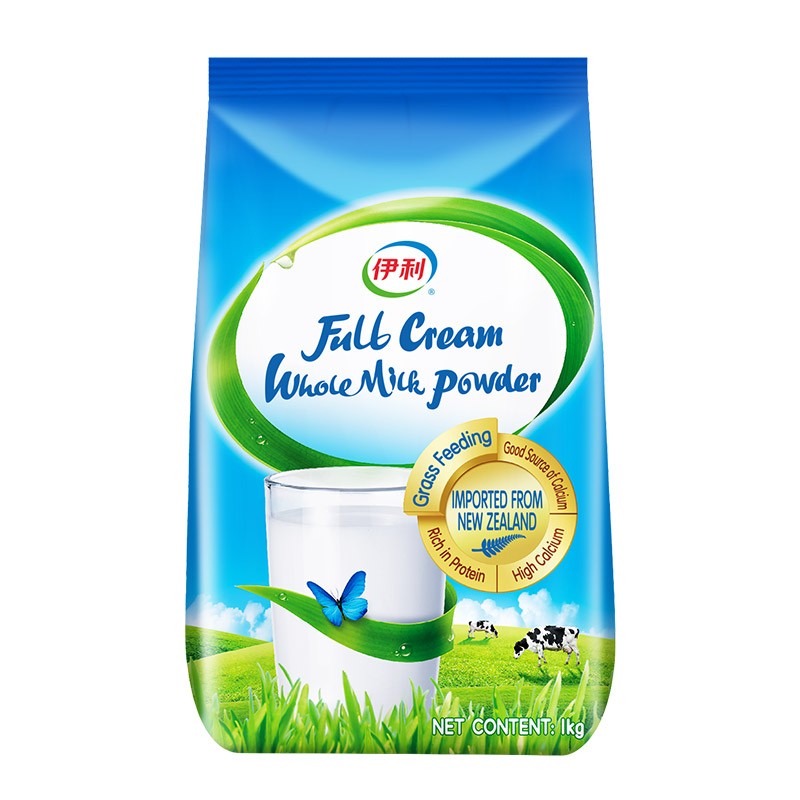 伊利
®
Full Cream
Whole Milk Powder
Grass Feeding
Good Source of Calcium
IMPORTED FROM
NEW ZEALAND
Rich in Protein
High Calcium
NET CONTENT: 1kg